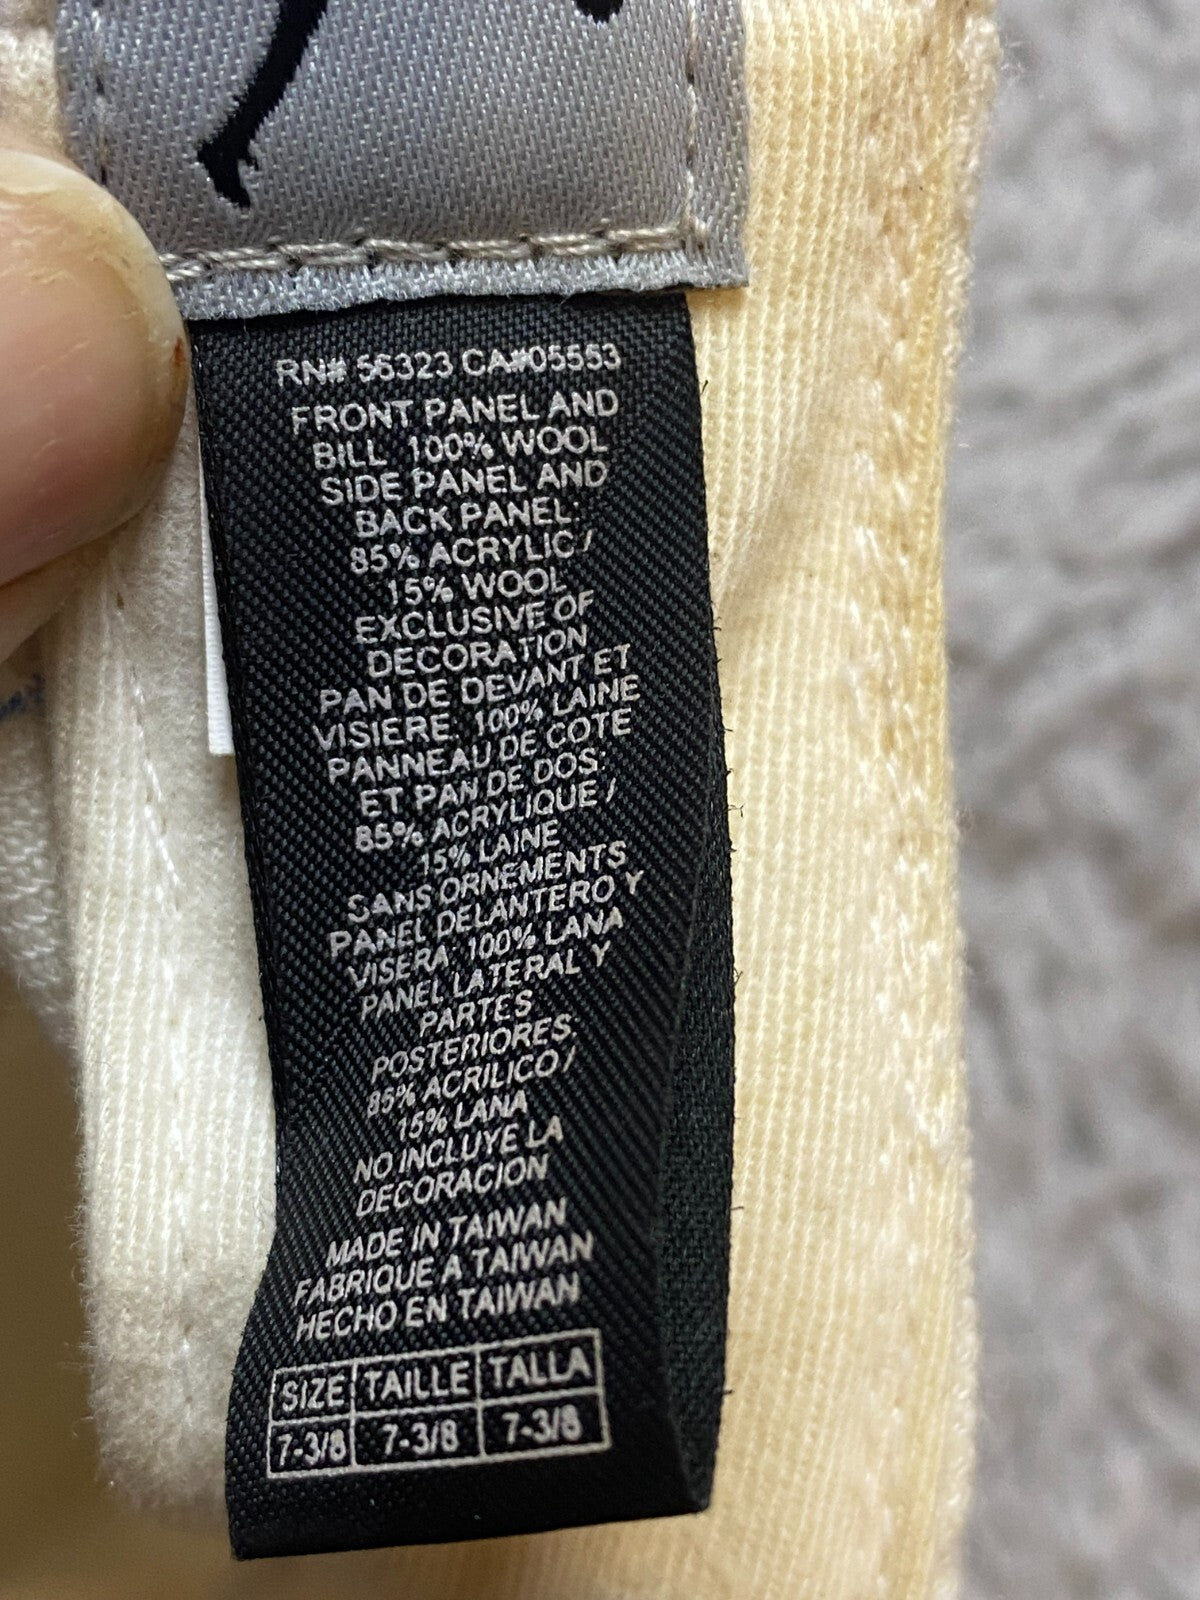 RN# 56323 CA#05553
FRONT PANEL AND
BILL, 100% WOOL
SIDE PANEL AND
BACK PANEL:
85% ACRYLIC/
15% WOOL
EXCLUSIVE OF
DECORATION
PAN DE DEVANT ET
VISIERE, 100% LAINE
PANNEAU DE COTE
ET PAN DE DOS:
85% ACRYLIQUE/
15% LAINE
SANS ORNEMENTS
PANEL DELANTERO Y
VISERA, 100% LANA
PANEL LATERAL Y
PARTES
POSTERIORES:
85% ACRILICO/
15% LANA
NO INCLUYE LA
DECORACION
MADE IN TAIWAN
FABRIQUE A TAIWAN
HECHO EN TAIWAN
SIZE TAILLE TALLA
7-3/8 7-3/8 7-3/8